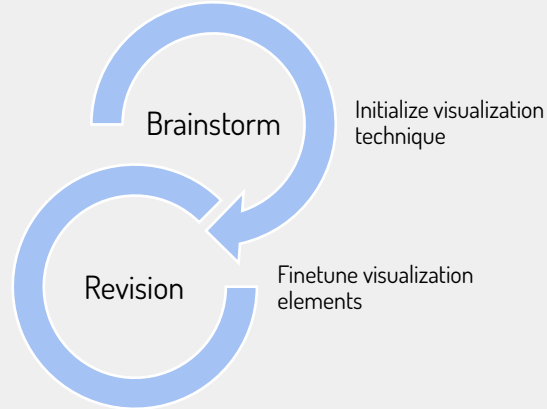 Brainstorm
Initialize visualization
technique
Revision
Finetune visualization
elements